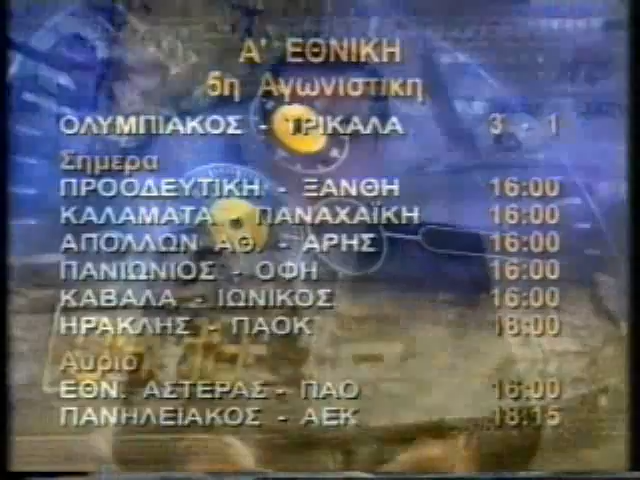 Α' ΕΘΝΙΚΗ
5η Αγωνιστικη
ΟΛΥΜΠΙΑΚΟΣ - ΤΡΙΚΑΛΑ 3 - 1
Σημερα
ΠΡΟΟΔΕΥΤΙΚΗ - ΞΑΝΘΗ 16:00
ΚΑΛΑΜΑΤΑ - ΠΑΝΑΧΑΪΚΗ 16:00
ΑΠΟΛΛΩΝ ΑΘ. - ΑΡΗΣ 16:00
ΠΑΝΙΩΝΙΟΣ - ΟΦΗ 16:00
ΚΑΒΑΛΑ - ΙΩΝΙΚΟΣ 16:00
ΗΡΑΚΛΗΣ - ΠΑΟΚ 18:00
Αυριο
ΕΘΝ. ΑΣΤΕΡΑΣ - ΠΑΟ 16:00
ΠΑΝΗΛΕΙΑΚΟΣ - ΑΕΚ 18:15